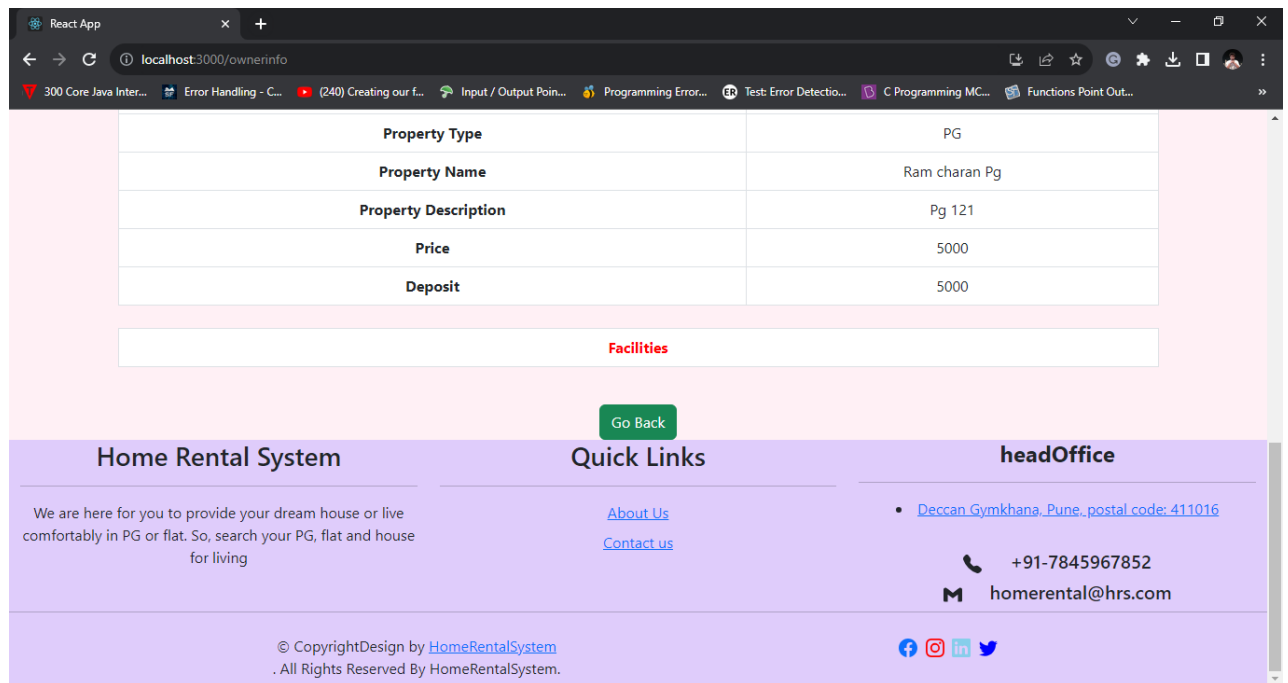 React App
localhost:3000/ownerinfo
300 Core Java Inter... Error Handling - C... (240) Creating our f... Input / Output Poin... Programming Error... ER Test: Error Detectio... C Programming MC... Functions Point Out... »
Property Type PG
Property Name Ram charan Pg
Property Description Pg 121
Price 5000
Deposit 5000
Facilities
Go Back
Home Rental System
We are here for you to provide your dream house or live
comfortably in PG or flat. So, search your PG, flat and house
for living
Quick Links
About Us
Contact us
headOffice
Deccan Gymkhana, Pune, postal code: 411016
+91-7845967852
homerental@hrs.com
© CopyrightDesign by HomeRentalSystem
. All Rights Reserved By HomeRentalSystem.